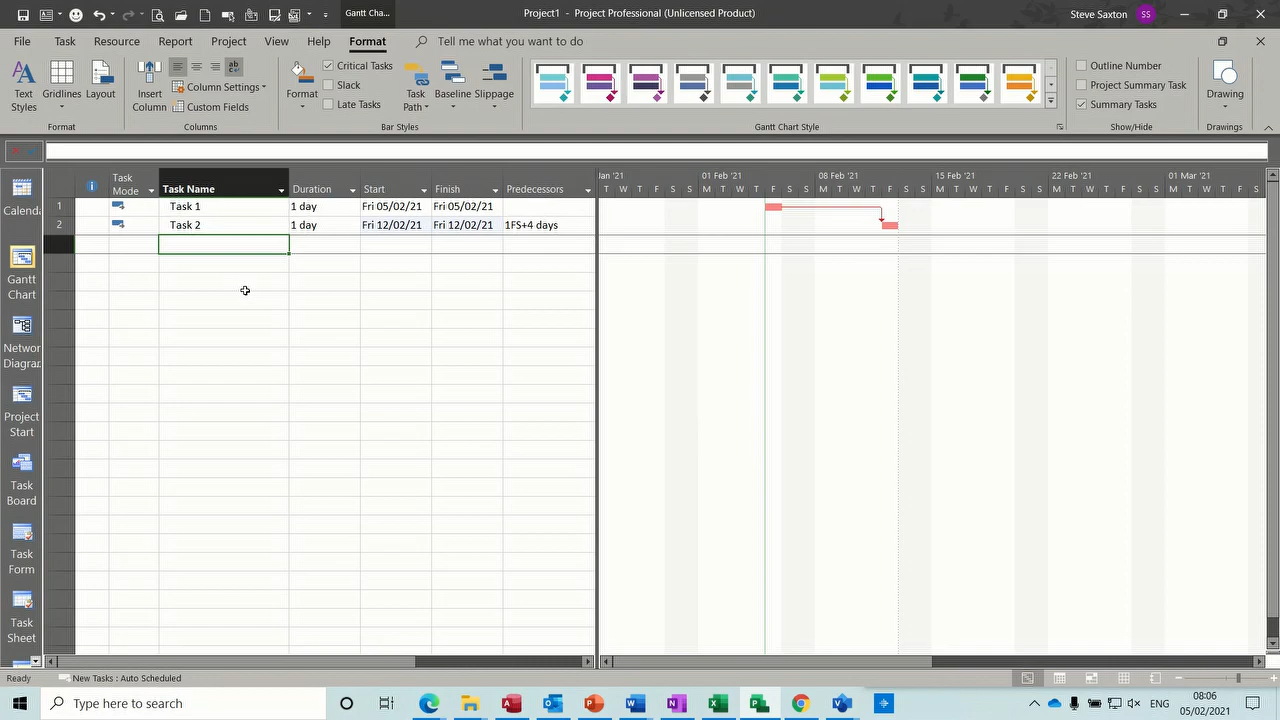 Gantt Cha...
Project1 - Project Professional (Unlicensed Product)
Steve Saxton
SS
File
Task
Resource
Report
Project
View
Help
Format
Tell me what you want to do
Text Styles
Gridlines
Layout
Format
Insert Column
ab
Column Settings
Custom Fields
Columns
Format
Critical Tasks
Slack
Late Tasks
Task Path
Baseline
Slippage
Bar Styles
Gantt Chart Style
Outline Number
Project Summary Task
Summary Tasks
Show/Hide
Drawing
Drawings
Task Mode
Task Name
Duration
Start
Finish
Predecessors
1 Task 1 1 day Fri 05/02/21 Fri 05/02/21
2 Task 2 1 day Fri 12/02/21 Fri 12/02/21 1FS+4 days
Jan '21 01 Feb '21 08 Feb '21 15 Feb '21 22 Feb '21 01 Mar '21
T W T F S S M T W T F S S M T W T F S S M T W T F S S M T W T F S S M T W T F S
Calenda
Gantt Chart
Network Diagrar
Project Start
Task Board
Task Form
Task Sheet
Ready
New Tasks : Auto Scheduled
Type here to search
ENG
08:06
05/02/2021